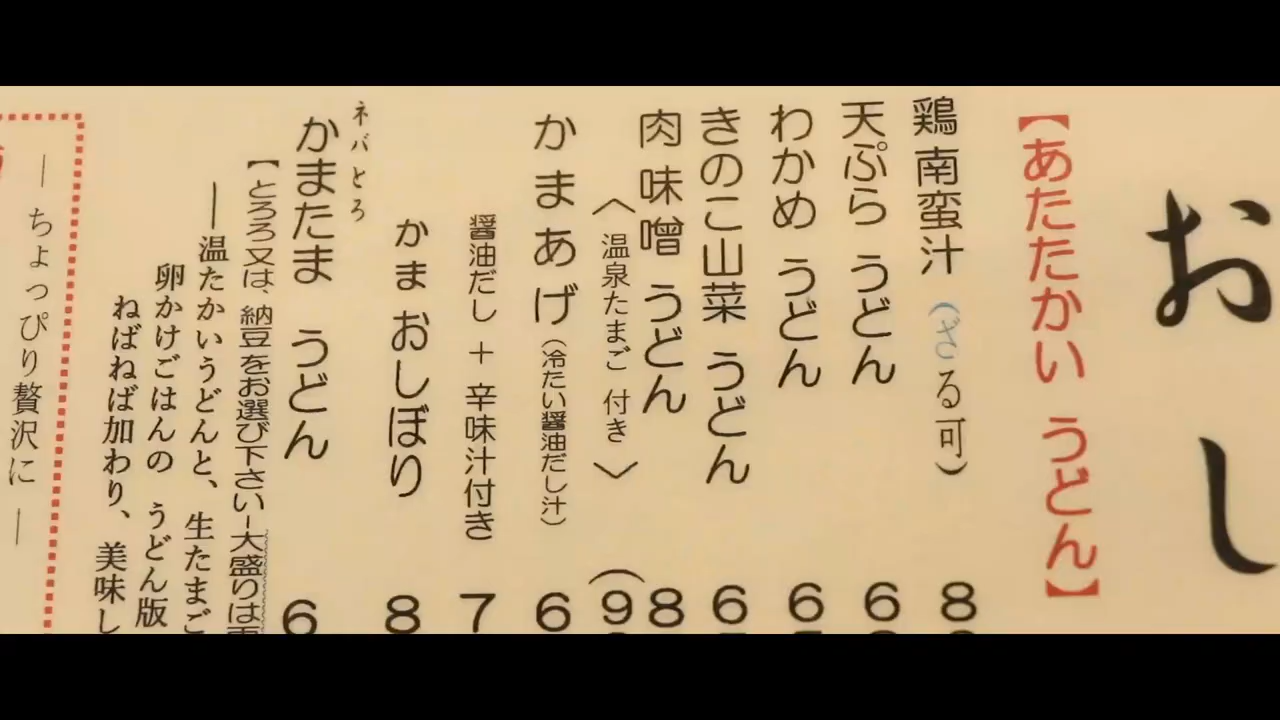 おし
【あたたかい うどん】
鶏南蛮汁 (ざる可) 8
天ぷら うどん 6
わかめ うどん 6
きのこ山菜 うどん 6
肉味噌 うどん 8
〈温泉たまご 付き〉 (9
かまあげ (冷たい醤油だし汁) 6
醤油だし + 辛味汁付き 7
かま おしぼり 8
ネバとろ
かまたま うどん 6
【とろろ又は、納豆をお選び下さい-大盛りは
―温たかいうどんと、生たまご
卵かけごはんの うどん版
ねばねば加わり、美味し
― ちょっぴり贅沢に ―